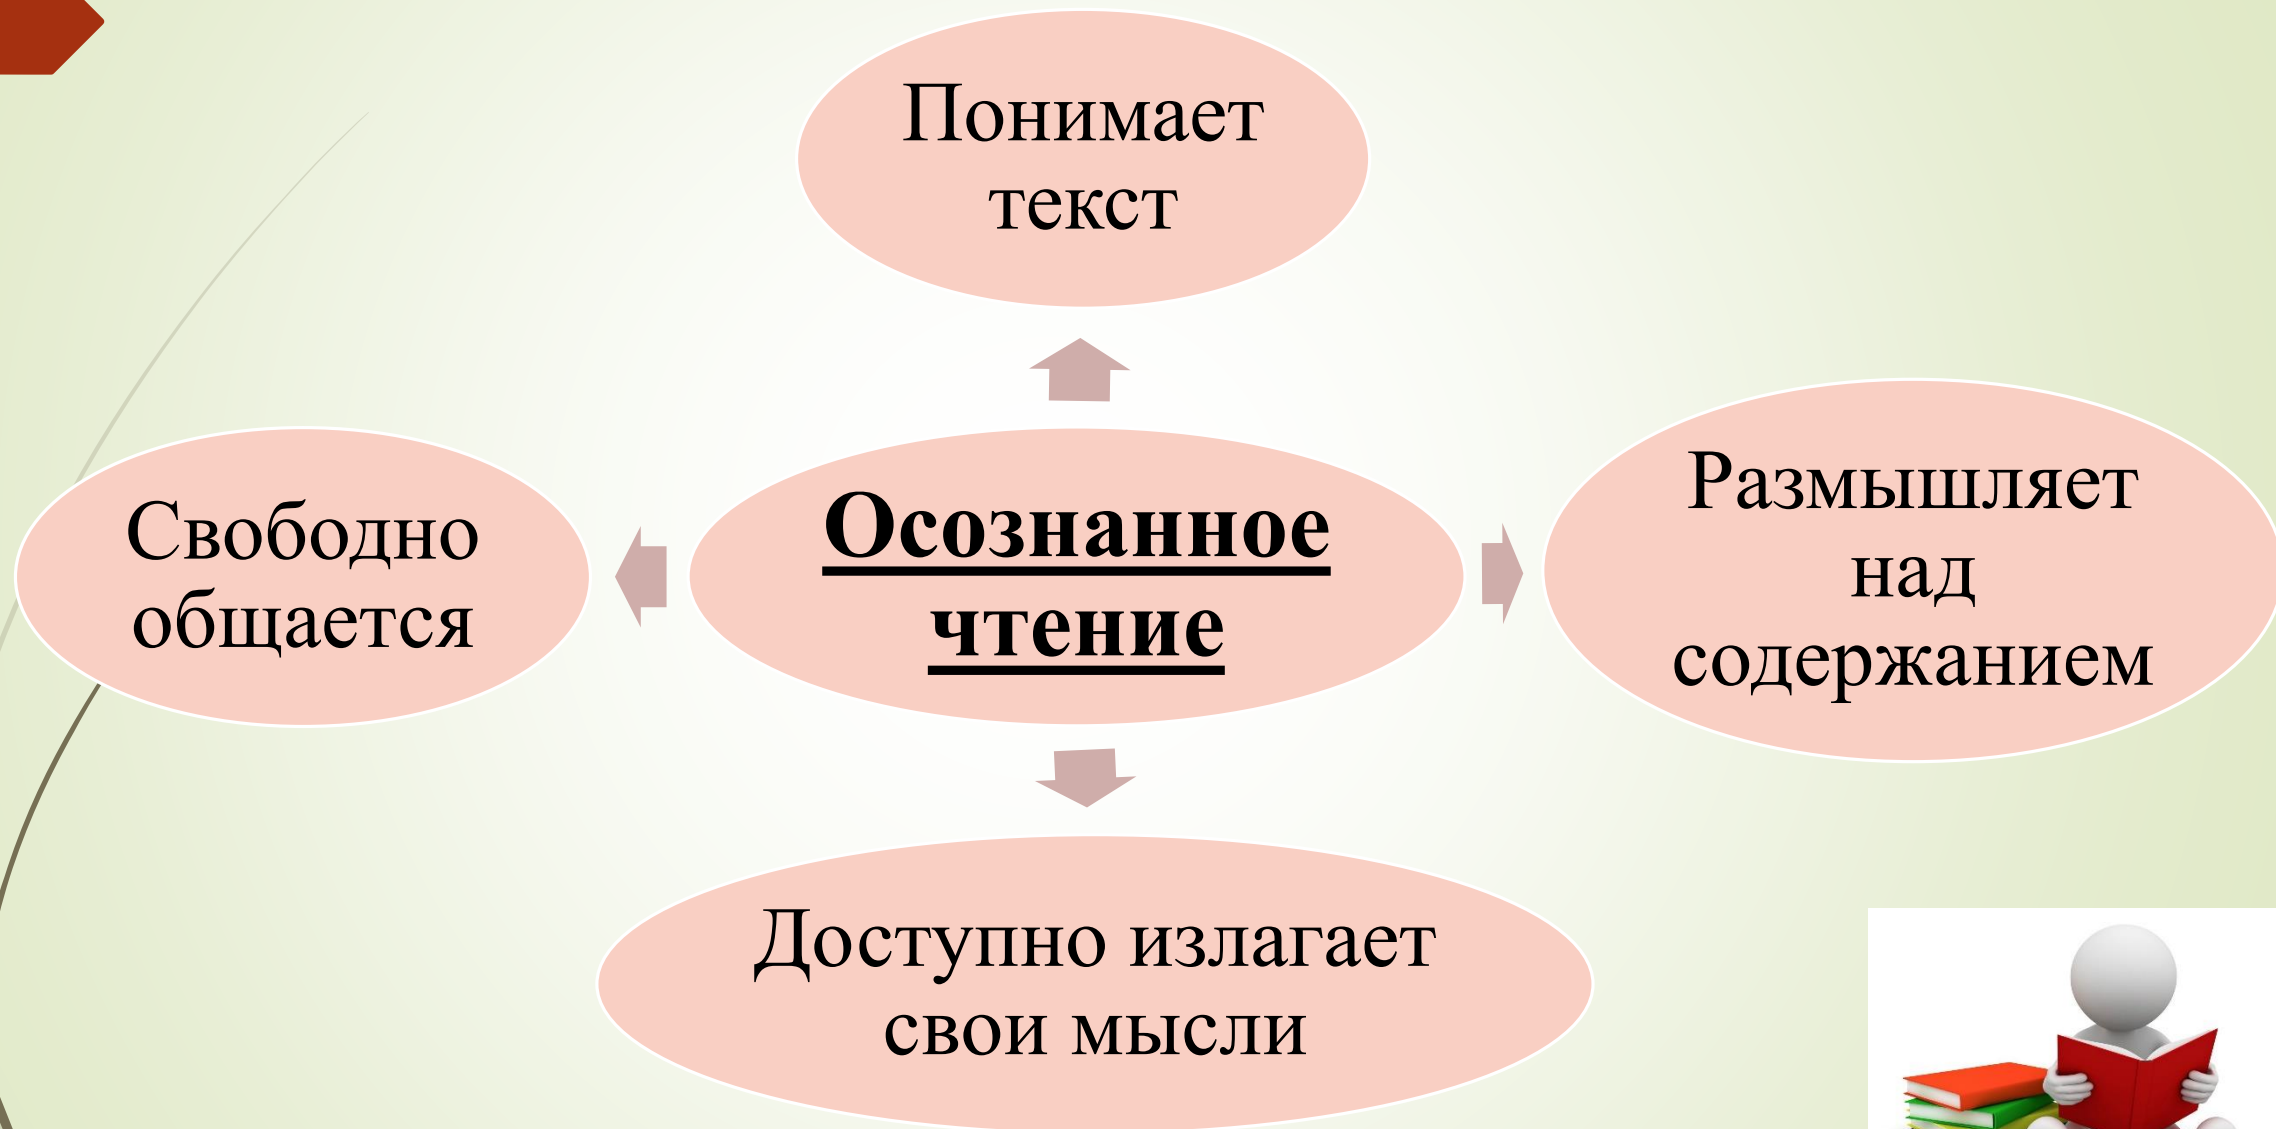 Понимает
текст
Свободно
общается
Осознанное
чтение
Размышляет
над
содержанием
Доступно излагает
свои мысли